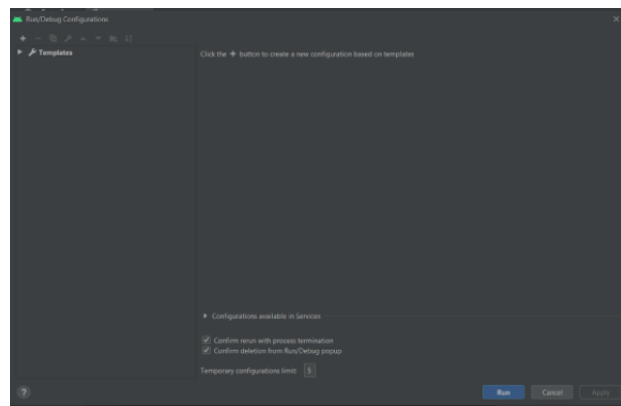 Run/Debug Configurations
Templates
Click the + button to create a new configuration based on templates
Configurations available in Services
Confirm rerun with process termination
Confirm deletion from Run/Debug popup
Temporary configurations limit: 5
?
Run Cancel Apply